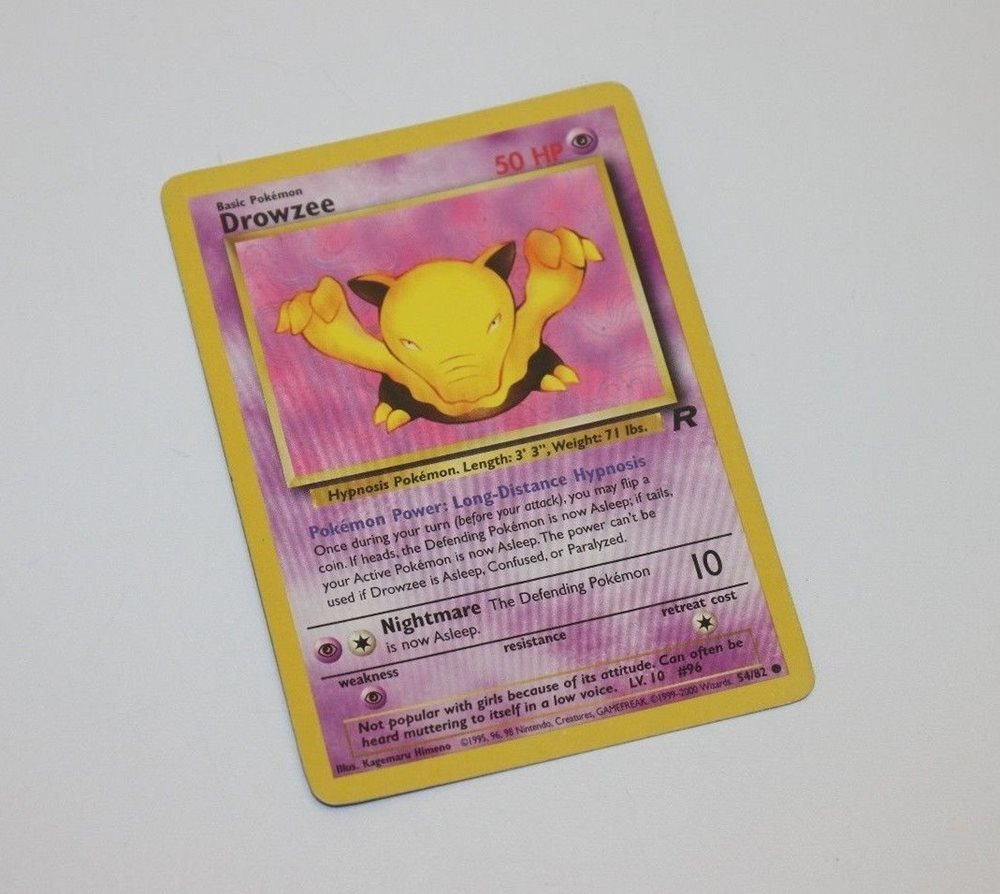 Basic Pokémon
Drowzee
50 HP
R
Hypnosis Pokémon. Length: 3' 3", Weight: 71 lbs.
Pokémon Power: Long-Distance Hypnosis
Once during your turn (before your attack), you may flip a
coin. If heads, the Defending Pokémon is now Asleep; if tails,
your Active Pokémon is now Asleep. The power can't be
used if Drowzee is Asleep, Confused, or Paralyzed.
Nightmare The Defending Pokémon
is now Asleep.
10
weakness
resistance
retreat cost
Not popular with girls because of its attitude. Can often be
heard muttering to itself in a low voice. LV. 10 #96
Illus. Kagemaru Himeno ©1995, 96, 98 Nintendo, Creatures, GAMEFREAK. ©1999-2000 Wizards. 54/82